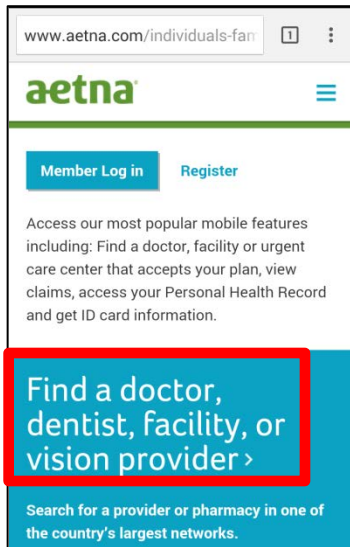 www.aetna.com/individuals-fam
1
aetna
Member Log in Register
Access our most popular mobile features
including: Find a doctor, facility or urgent
care center that accepts your plan, view
claims, access your Personal Health Record
and get ID card information.
Find a doctor,
dentist, facility, or
vision provider ›
Search for a provider or pharmacy in one of
the country's largest networks.